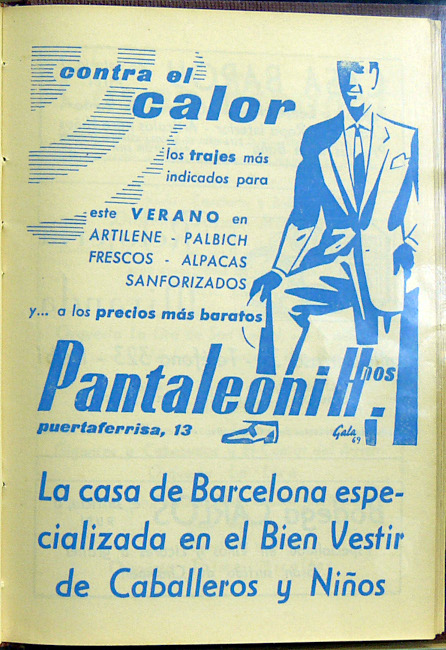 contra el
calor
los trajes más
indicados para
este VERANO en
ARTILENE - PALBICH
FRESCOS - ALPACAS
SANFORIZADOS
y... a los precios más baratos
Pantaleoni Hnos.
puertaferrisa, 13
Gala
La casa de Barcelona espe-
cializada en el Bien Vestir
de Caballeros y Niños